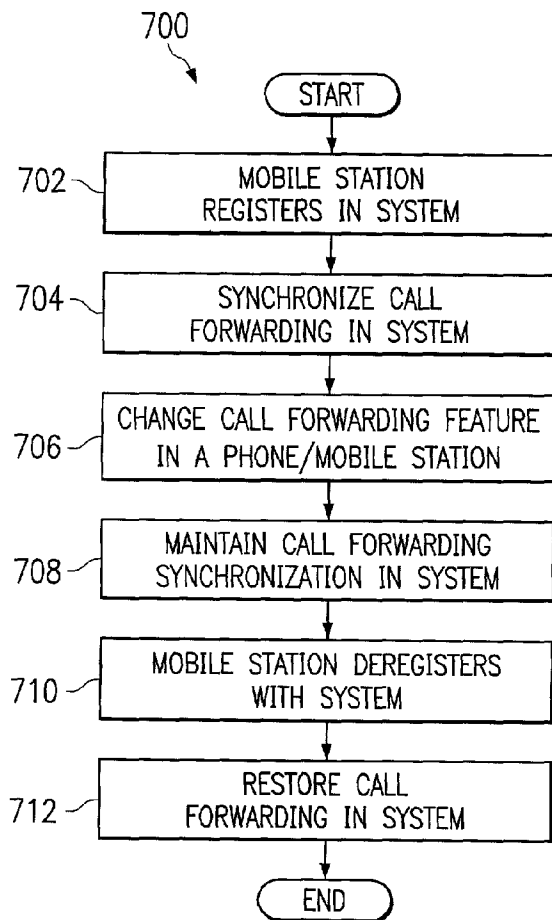 700
START
702
MOBILE STATION
REGISTERS IN SYSTEM
704
SYNCHRONIZE CALL
FORWARDING IN SYSTEM
706
CHANGE CALL FORWARDING FEATURE
IN A PHONE/MOBILE STATION
708
MAINTAIN CALL FORWARDING
SYNCHRONIZATION IN SYSTEM
710
MOBILE STATION DEREGISTERS
WITH SYSTEM
712
RESTORE CALL
FORWARDING IN SYSTEM
END